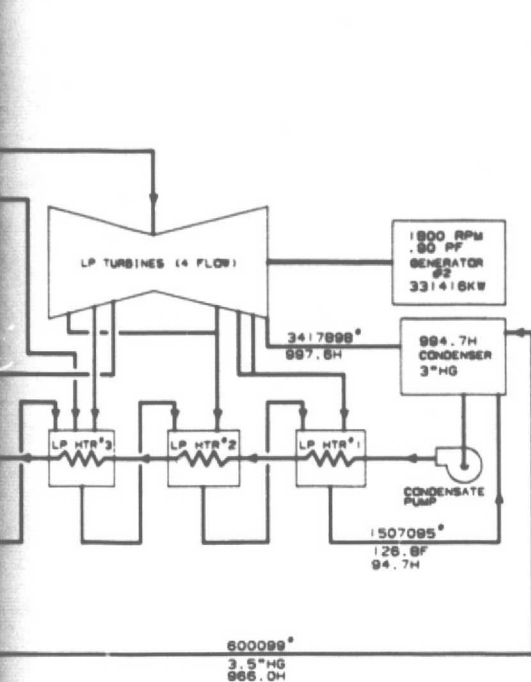 1800 RPM
.90 PF
GENERATOR
#2
331416KW
LP TURBINES (4 FLOW)
3417898#
997.6H
994.7H
CONDENSER
3"HG
LP HTR#3
LP HTR#2
LP HTR#1
CONDENSATE
PUMP
1507095#
126.8F
94.7H
600099#
3.5"HG
966.0H